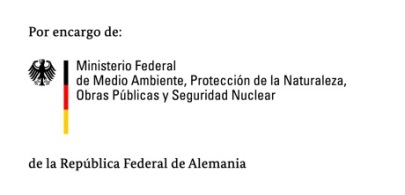 Por encargo de:
Ministerio Federal
de Medio Ambiente, Protección de la Naturaleza,
Obras Públicas y Seguridad Nuclear
de la República Federal de Alemania